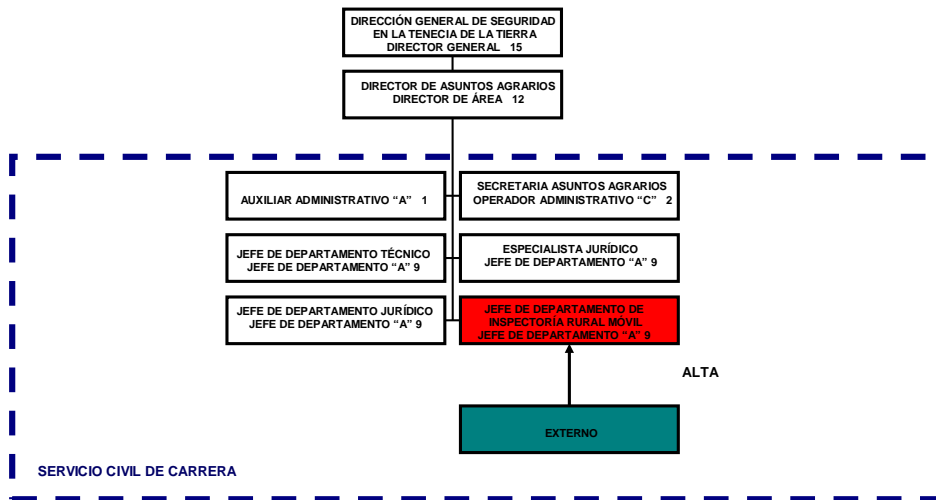 DIRECCIÓN GENERAL DE SEGURIDAD
EN LA TENECIA DE LA TIERRA
DIRECTOR GENERAL 15
DIRECTOR DE ASUNTOS AGRARIOS
DIRECTOR DE ÁREA 12
AUXILIAR ADMINISTRATIVO “A” 1
SECRETARIA ASUNTOS AGRARIOS
OPERADOR ADMINISTRATIVO “C” 2
JEFE DE DEPARTAMENTO TÉCNICO
JEFE DE DEPARTAMENTO “A” 9
ESPECIALISTA JURÍDICO
JEFE DE DEPARTAMENTO “A” 9
JEFE DE DEPARTAMENTO JURÍDICO
JEFE DE DEPARTAMENTO “A” 9
JEFE DE DEPARTAMENTO DE
INSPECTORÍA RURAL MÓVIL
JEFE DE DEPARTAMENTO “A” 9
ALTA
EXTERNO
SERVICIO CIVIL DE CARRERA